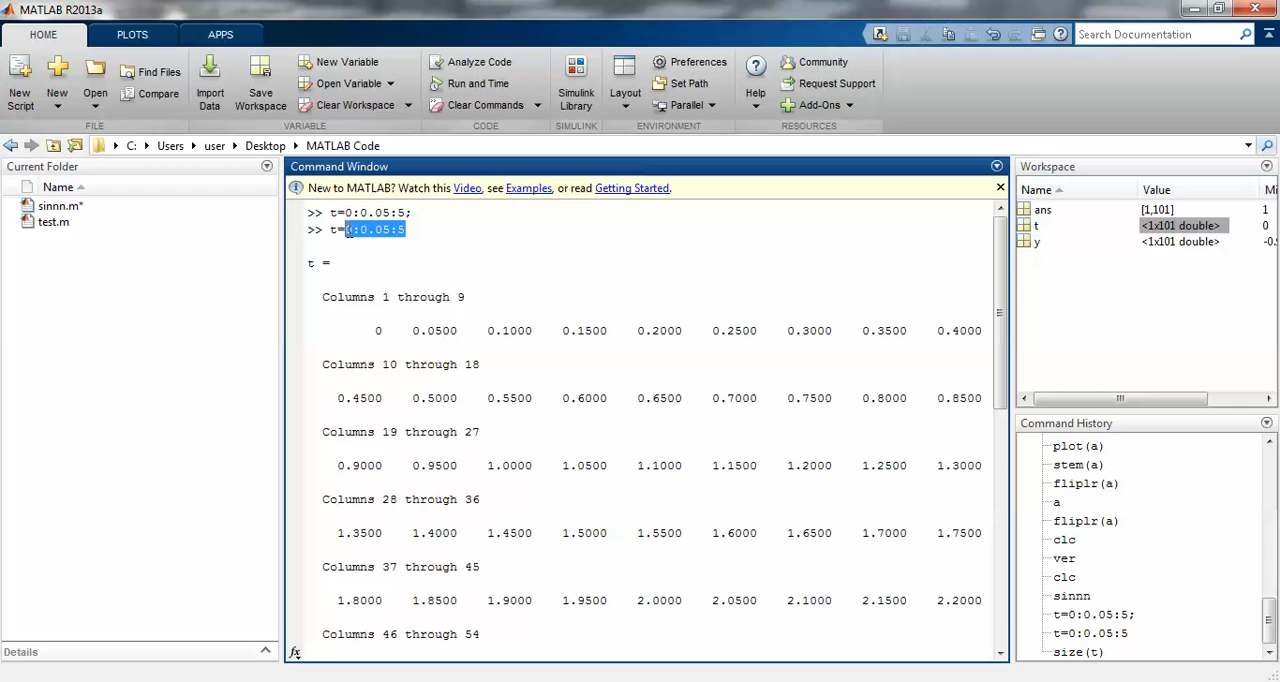 MATLAB R2013a
HOME PLOTS APPS
Search Documentation
New Script
New
Open
Find Files
Compare
FILE
Import Data
Save Workspace
New Variable
Open Variable
Clear Workspace
VARIABLE
Analyze Code
Run and Time
Clear Commands
CODE
Simulink Library
SIMULINK
Layout
Preferences
Set Path
Parallel
ENVIRONMENT
Help
Community
Request Support
Add-Ons
RESOURCES
C: Users user Desktop MATLAB Code
Current Folder
Name
sinnn.m*
test.m
Details
Command Window
New to MATLAB? Watch this Video, see Examples, or read Getting Started.
>> t=0:0.05:5;
>> t=0:0.05:5
t =
Columns 1 through 9
0 0.0500 0.1000 0.1500 0.2000 0.2500 0.3000 0.3500 0.4000
Columns 10 through 18
0.4500 0.5000 0.5500 0.6000 0.6500 0.7000 0.7500 0.8000 0.8500
Columns 19 through 27
0.9000 0.9500 1.0000 1.0500 1.1000 1.1500 1.2000 1.2500 1.3000
Columns 28 through 36
1.3500 1.4000 1.4500 1.5000 1.5500 1.6000 1.6500 1.7000 1.7500
Columns 37 through 45
1.8000 1.8500 1.9000 1.9500 2.0000 2.0500 2.1000 2.1500 2.2000
Columns 46 through 54
fx
Workspace
Name Value Mi
ans [1,101] 1
t <1x101 double> 0
y <1x101 double> -0.9
Command History
plot(a)
stem(a)
fliplr(a)
a
fliplr(a)
clc
ver
clc
sinnn
t=0:0.05:5;
t=0:0.05:5
size(t)